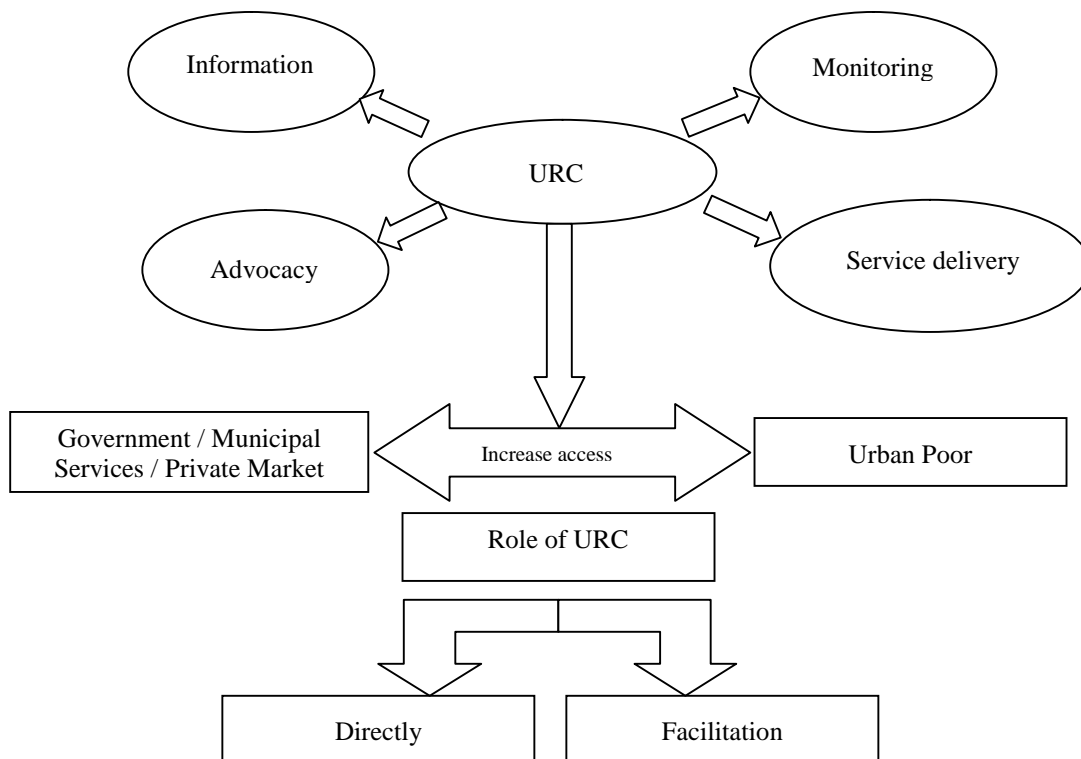 Information
Monitoring
URC
Advocacy
Service delivery
Government / Municipal
Services / Private Market
Increase access
Urban Poor
Role of URC
Directly
Facilitation